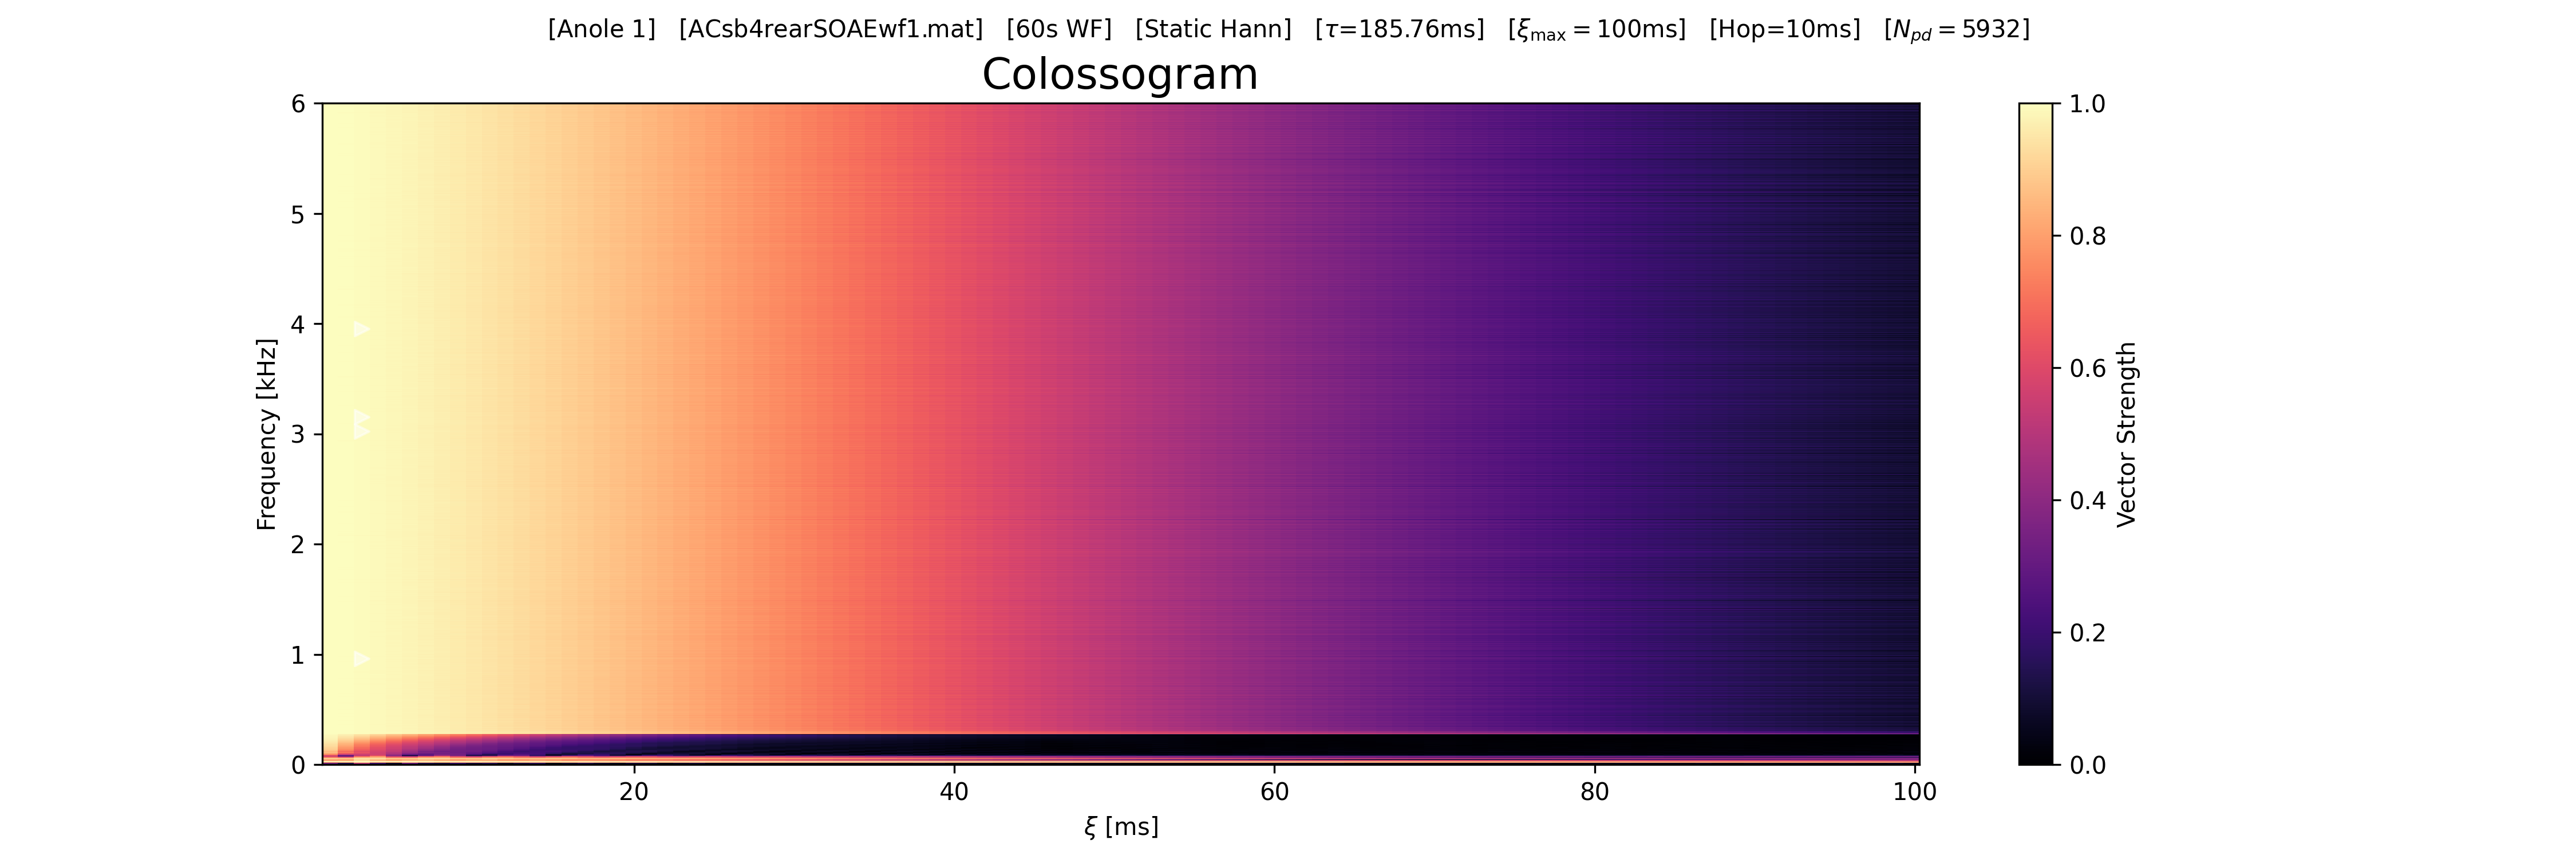 [Anole 1] [ACsb4rearSOAEwf1.mat] [60s WF] [Static Hann] [τ=185.76ms] [ξmax = 100ms] [Hop=10ms] [Npd = 5932]
Colossogram
6
5
4
3
2
1
0
Frequency [kHz]
20 40 60 80 100
ξ [ms]
1.0
0.8
0.6
0.4
0.2
0.0
Vector Strength